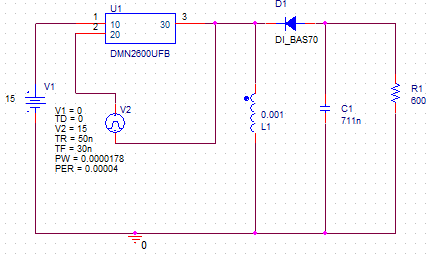 D1
U1
1
10
30
3
2
20
DI_BAS70
DMN2600UFB
V1
15
V2
R1
600
0.001
L1
C1
711n
V1 = 0
TD = 0
V2 = 15
TR = 50n
TF = 30n
PW = 0.0000178
PER = 0.00004
0